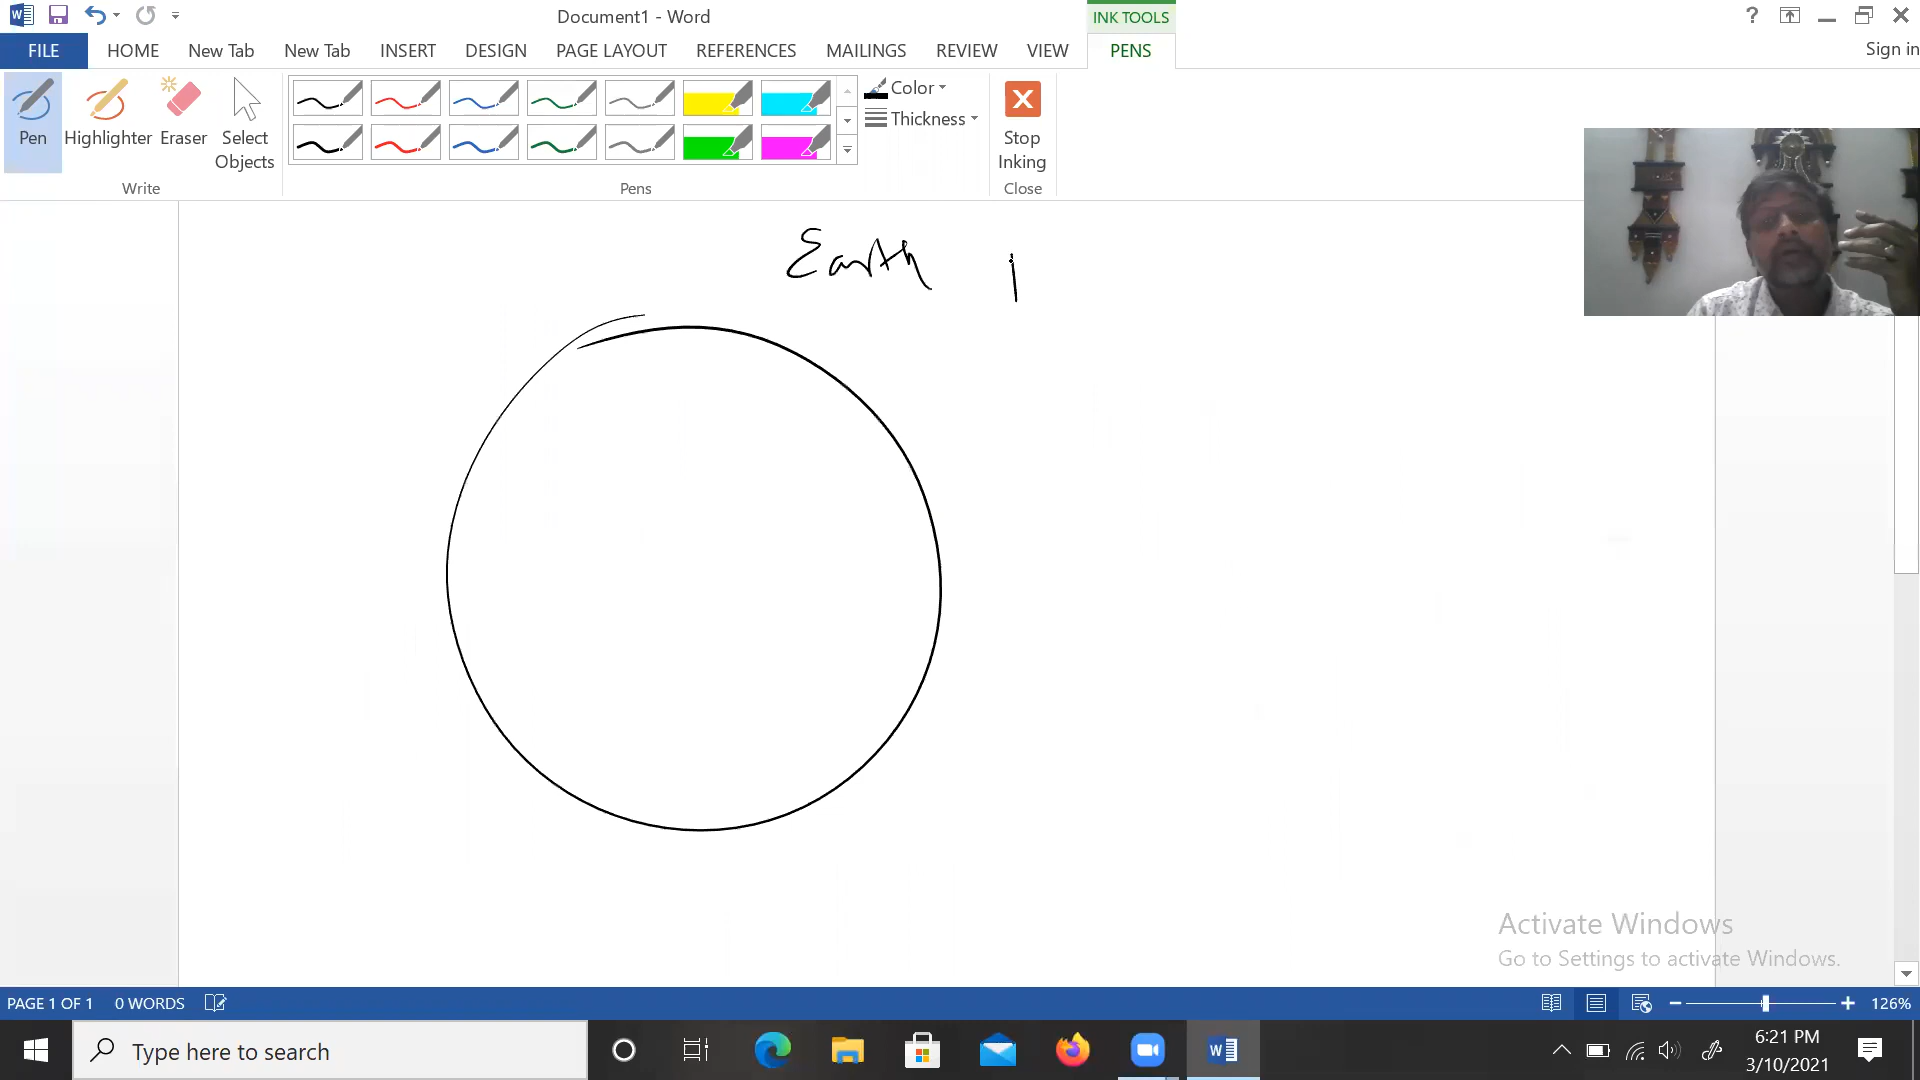 Document1 - Word
INK TOOLS
?
FILE HOME New Tab New Tab INSERT DESIGN PAGE LAYOUT REFERENCES MAILINGS REVIEW VIEW PENS Sign in
Pen Highlighter Eraser Select Objects
Color
Thickness
Stop Inking
Write Pens Close
Earth
Activate Windows
Go to Settings to activate Windows.
PAGE 1 OF 1 0 WORDS 126%
Type here to search
6:21 PM
3/10/2021